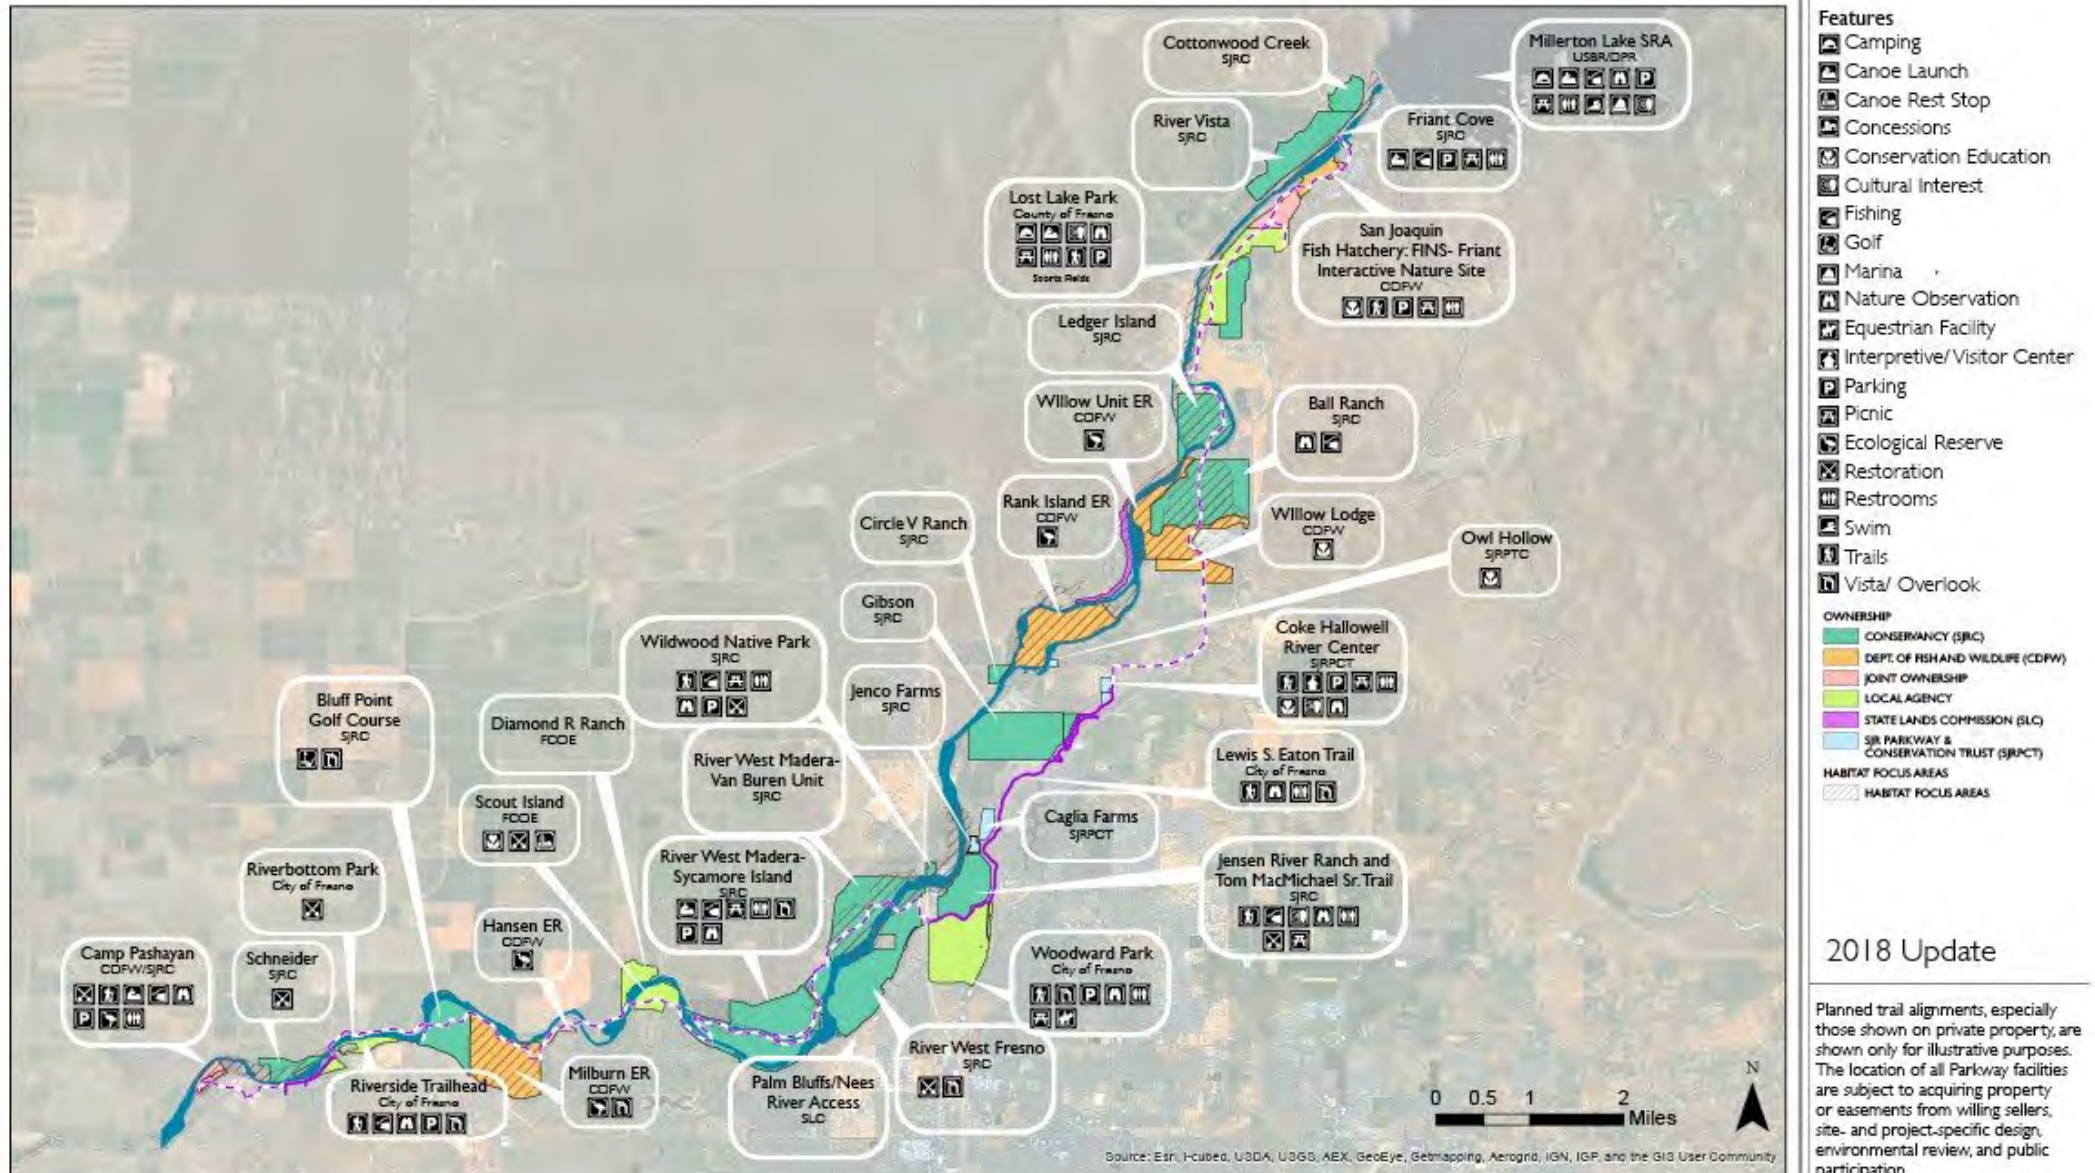 Cottonwood Creek
SJRC
Millerton Lake SRA
USBR/DPR
River Vista
SJRC
Friant Cove
SJRC
Lost Lake Park
County of Fresno
Sports Fields
San Joaquin
Fish Hatchery: FINS- Friant
Interactive Nature Site
CDFW
Ledger Island
SJRC
Willow Unit ER
CDFW
Ball Ranch
SJRC
Circle V Ranch
SJRC
Rank Island ER
CDFW
Willow Lodge
CDFW
Owl Hollow
SJRPTC
Gibson
SJRC
Wildwood Native Park
SJRC
Coke Hallowell
River Center
SJRPCT
Bluff Point
Golf Course
SJRC
Diamond R Ranch
FCOE
Jenco Farms
SJRC
River West Madera-
Van Buren Unit
SJRC
Lewis S. Eaton Trail
City of Fresno
Scout Island
FCOE
Caglia Farms
SJRPCT
Riverbottom Park
City of Fresno
River West Madera-
Sycamore Island
SJRC
Jensen River Ranch and
Tom MacMichael Sr. Trail
SJRC
Hansen ER
CDFW
Camp Pashayan
CDFW/SJRC
Schneider
SJRC
Woodward Park
City of Fresno
Riverside Trailhead
City of Fresno
Milburn ER
CDFW
Palm Bluffs/Nees
River Access
SLC
River West Fresno
SJRC
0 0.5 1 2
Miles
N
Source: Esri, i-cubed, USDA, USGS, AEX, GeoEye, Getmapping, Aerogrid, IGN, IGP, and the GIS User Community
Features
Camping
Canoe Launch
Canoe Rest Stop
Concessions
Conservation Education
Cultural Interest
Fishing
Golf
Marina
Nature Observation
Equestrian Facility
Interpretive/Visitor Center
P Parking
Picnic
Ecological Reserve
Restoration
Restrooms
Swim
Trails
Vista/ Overlook
OWNERSHIP
CONSERVANCY (SJRC)
DEPT. OF FISH AND WILDLIFE (CDFW)
JOINT OWNERSHIP
LOCAL AGENCY
STATE LANDS COMMISSION (SLC)
SJR PARKWAY &
CONSERVATION TRUST (SJRPCT)
HABITAT FOCUS AREAS
HABITAT FOCUS AREAS
2018 Update
Planned trail alignments, especially
those shown on private property, are
shown only for illustrative purposes.
The location of all Parkway facilities
are subject to acquiring property
or easements from willing sellers,
site- and project-specific design,
environmental review, and public
participation